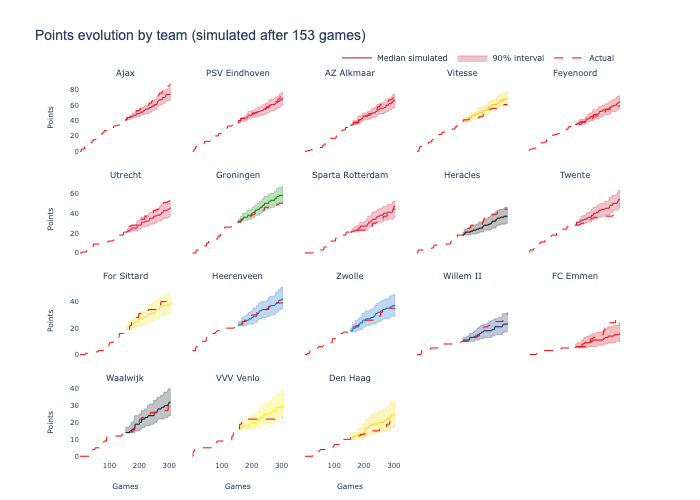 Points evolution by team (simulated after 153 games)
Median simulated 90% interval Actual
Ajax PSV Eindhoven AZ Alkmaar Vitesse Feyenoord
80
60
40
20
0
Points
Utrecht Groningen Sparta Rotterdam Heracles Twente
60
40
20
0
Points
For Sittard Heerenveen Zwolle Willem II FC Emmen
40
20
0
Points
Waalwijk VVV Venlo Den Haag
40
30
20
10
0
Points
100 200 300 100 200 300 100 200 300
Games Games Games